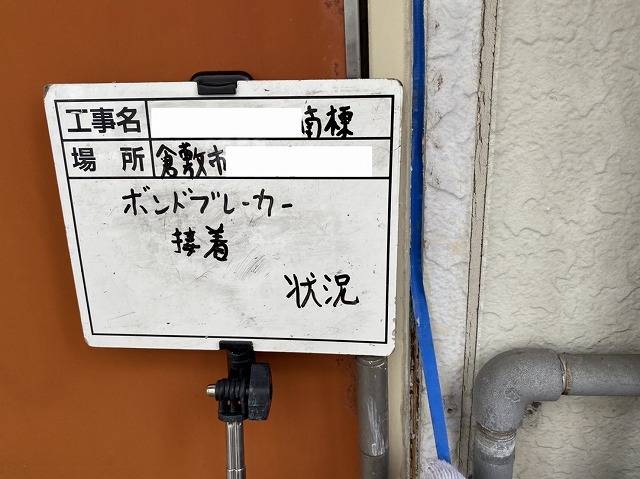 工事名 南棟
場所 倉敷市
ボンドブレーカー
接着
状況